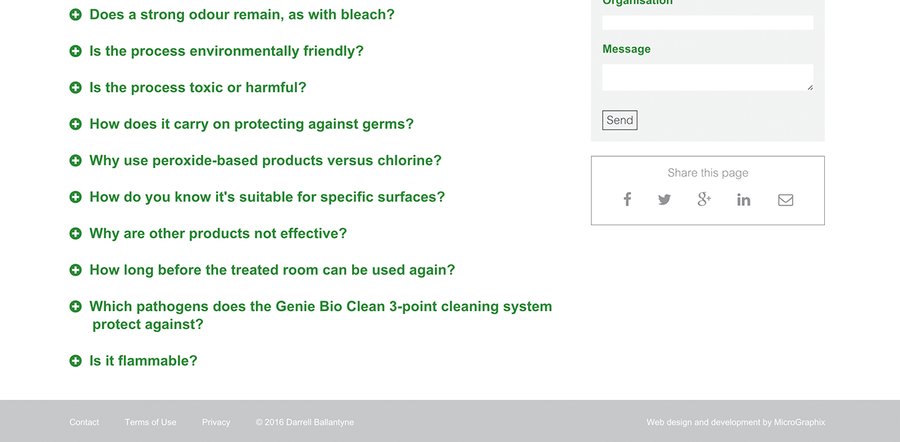 Does a strong odour remain, as with bleach?
Is the process environmentally friendly?
Is the process toxic or harmful?
How does it carry on protecting against germs?
Why use peroxide-based products versus chlorine?
How do you know it's suitable for specific surfaces?
Why are other products not effective?
How long before the treated room can be used again?
Which pathogens does the Genie Bio Clean 3-point cleaning system
protect against?
Is it flammable?
Organisation
Message
Send
Share this page
Contact Terms of Use Privacy © 2016 Darrell Ballantyne
Web design and development by MicroGraphix